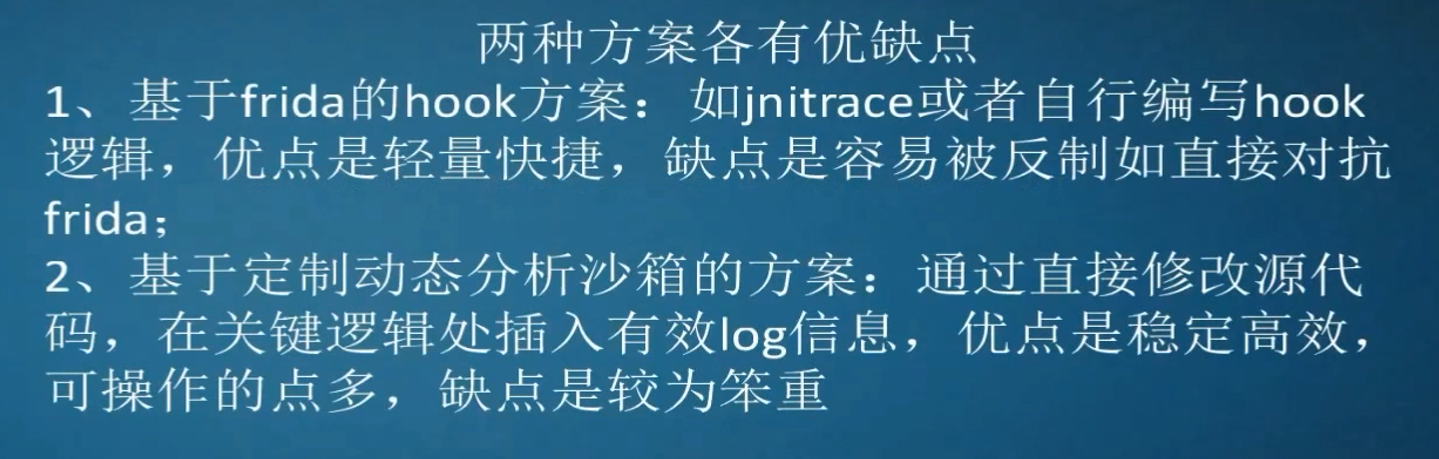 两种方案各有优缺点
1、基于frida的hook方案：如jnitrace或者自行编写hook
逻辑，优点是轻量快捷，缺点是容易被反制如直接对抗
frida；
2、基于定制动态分析沙箱的方案：通过直接修改源代
码，在关键逻辑处插入有效log信息，优点是稳定高效，
可操作的点多，缺点是较为笨重